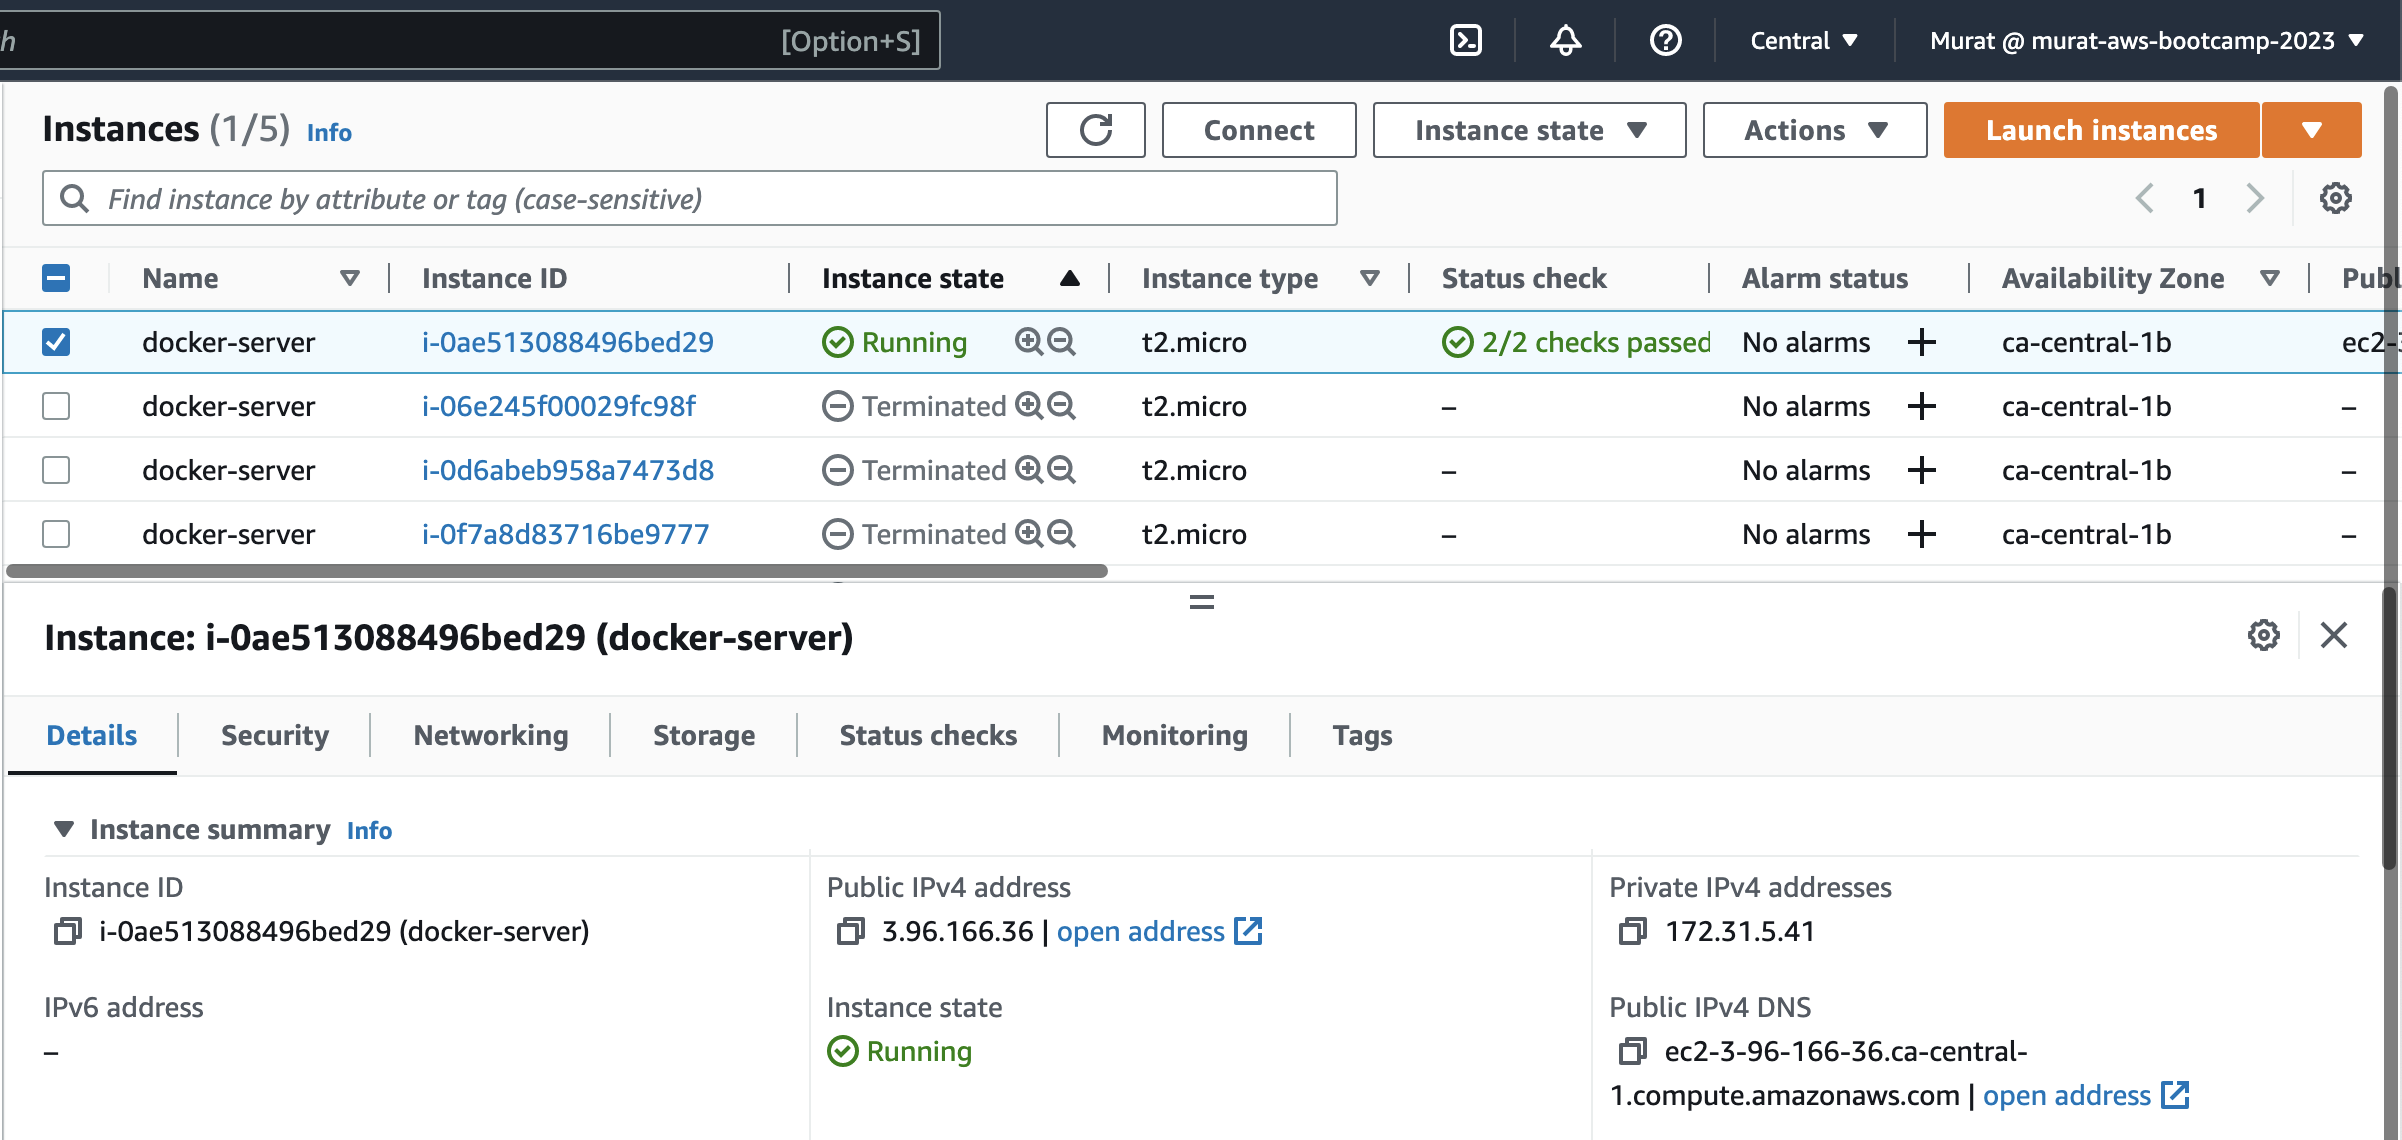 h [Option+S] Central Murat @ murat-aws-bootcamp-2023
Instances (1/5) Info Connect Instance state Actions Launch instances
Find instance by attribute or tag (case-sensitive) 1
Name Instance ID Instance state Instance type Status check Alarm status Availability Zone Publ
docker-server i-0ae513088496bed29 Running t2.micro 2/2 checks passed No alarms ca-central-1b ec2-3
docker-server i-06e245f00029fc98f Terminated t2.micro – No alarms ca-central-1b –
docker-server i-0d6abeb958a7473d8 Terminated t2.micro – No alarms ca-central-1b –
docker-server i-0f7a8d83716be9777 Terminated t2.micro – No alarms ca-central-1b –
Instance: i-0ae513088496bed29 (docker-server)
Details Security Networking Storage Status checks Monitoring Tags
Instance summary Info
Instance ID Public IPv4 address Private IPv4 addresses
i-0ae513088496bed29 (docker-server) 3.96.166.36 | open address 172.31.5.41
IPv6 address Instance state Public IPv4 DNS
– Running ec2-3-96-166-36.ca-central-
1.compute.amazonaws.com | open address